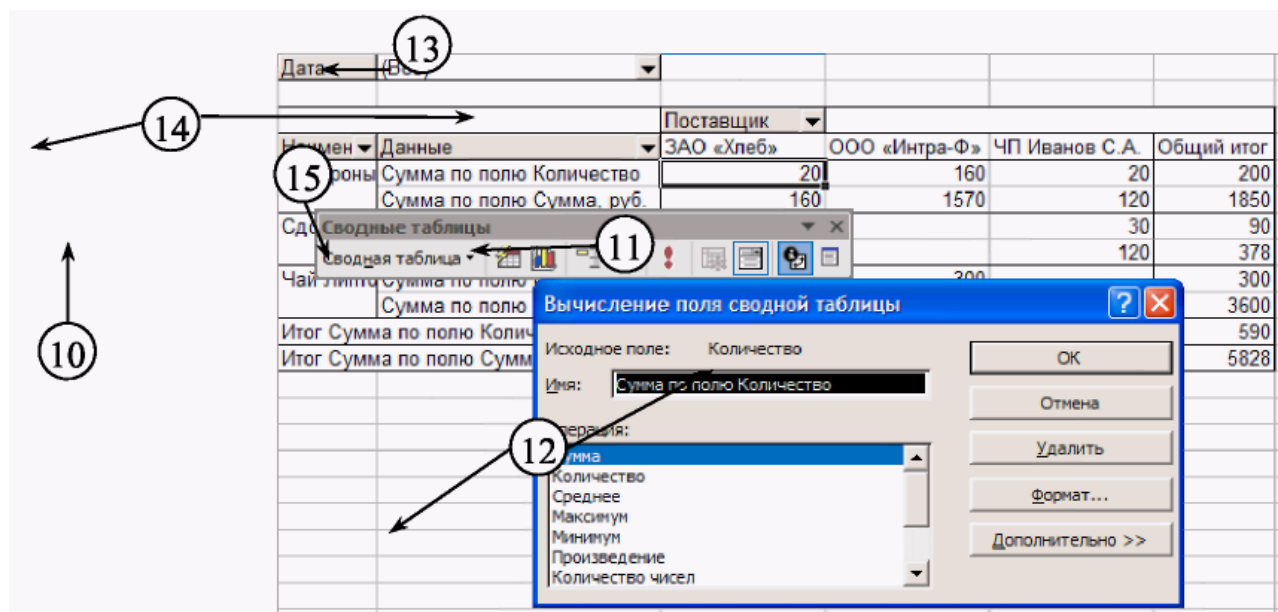 13
Дата
14
Поставщик
Наимен Данные ЗАО «Хлеб» ООО «Интра-Ф» ЧП Иванов С.А. Общий итог
15
Сумма по полю Количество 20 160 20 200
Сумма по полю Сумма, руб. 160 1570 120 1850
Сводные таблицы 30 90
11
Сводная таблица 120 378
300 300
Сумма по полю 3600
Итог Сумма по полю Колич 590
Итог Сумма по полю Сумм 5828
10
Вычисление поля сводной таблицы
Исходное поле: Количество
OK
Имя: Сумма по полю Количество
Отмена
Операция:
12
Сумма
Удалить
Количество
Среднее
Формат...
Максимум
Минимум
Дополнительно >>
Произведение
Количество чисел